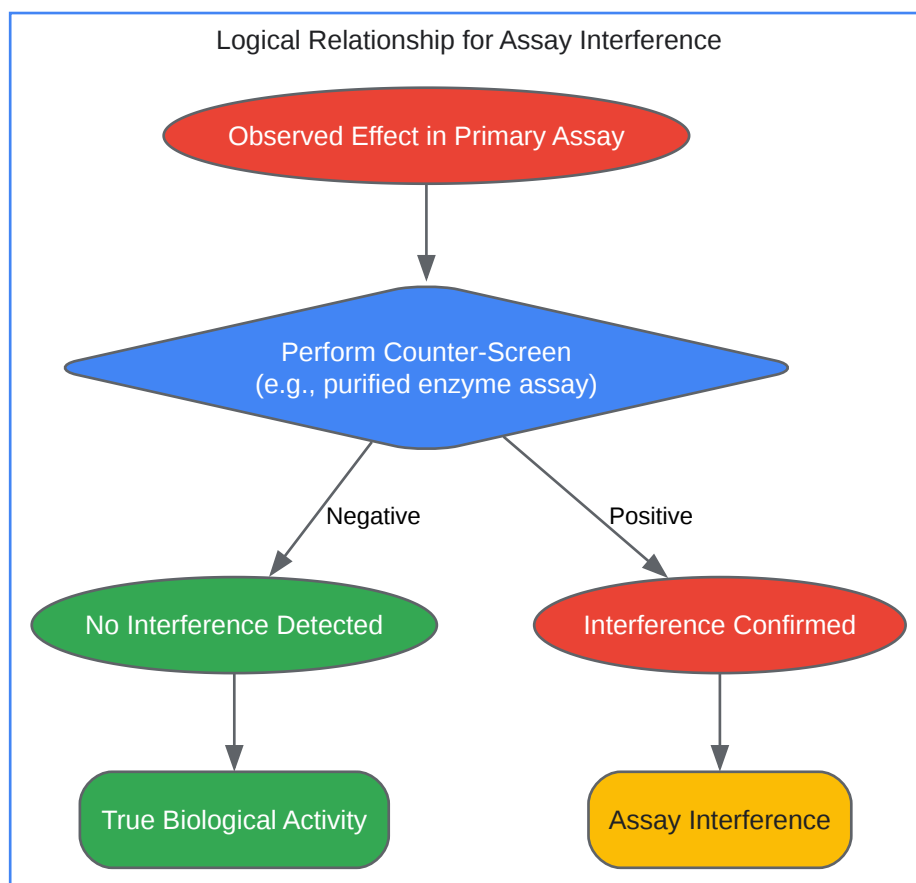 Logical Relationship for Assay Interference
Observed Effect in Primary Assay
Perform Counter-Screen
(e.g., purified enzyme assay)
Negative
Positive
No Interference Detected
Interference Confirmed
True Biological Activity
Assay Interference